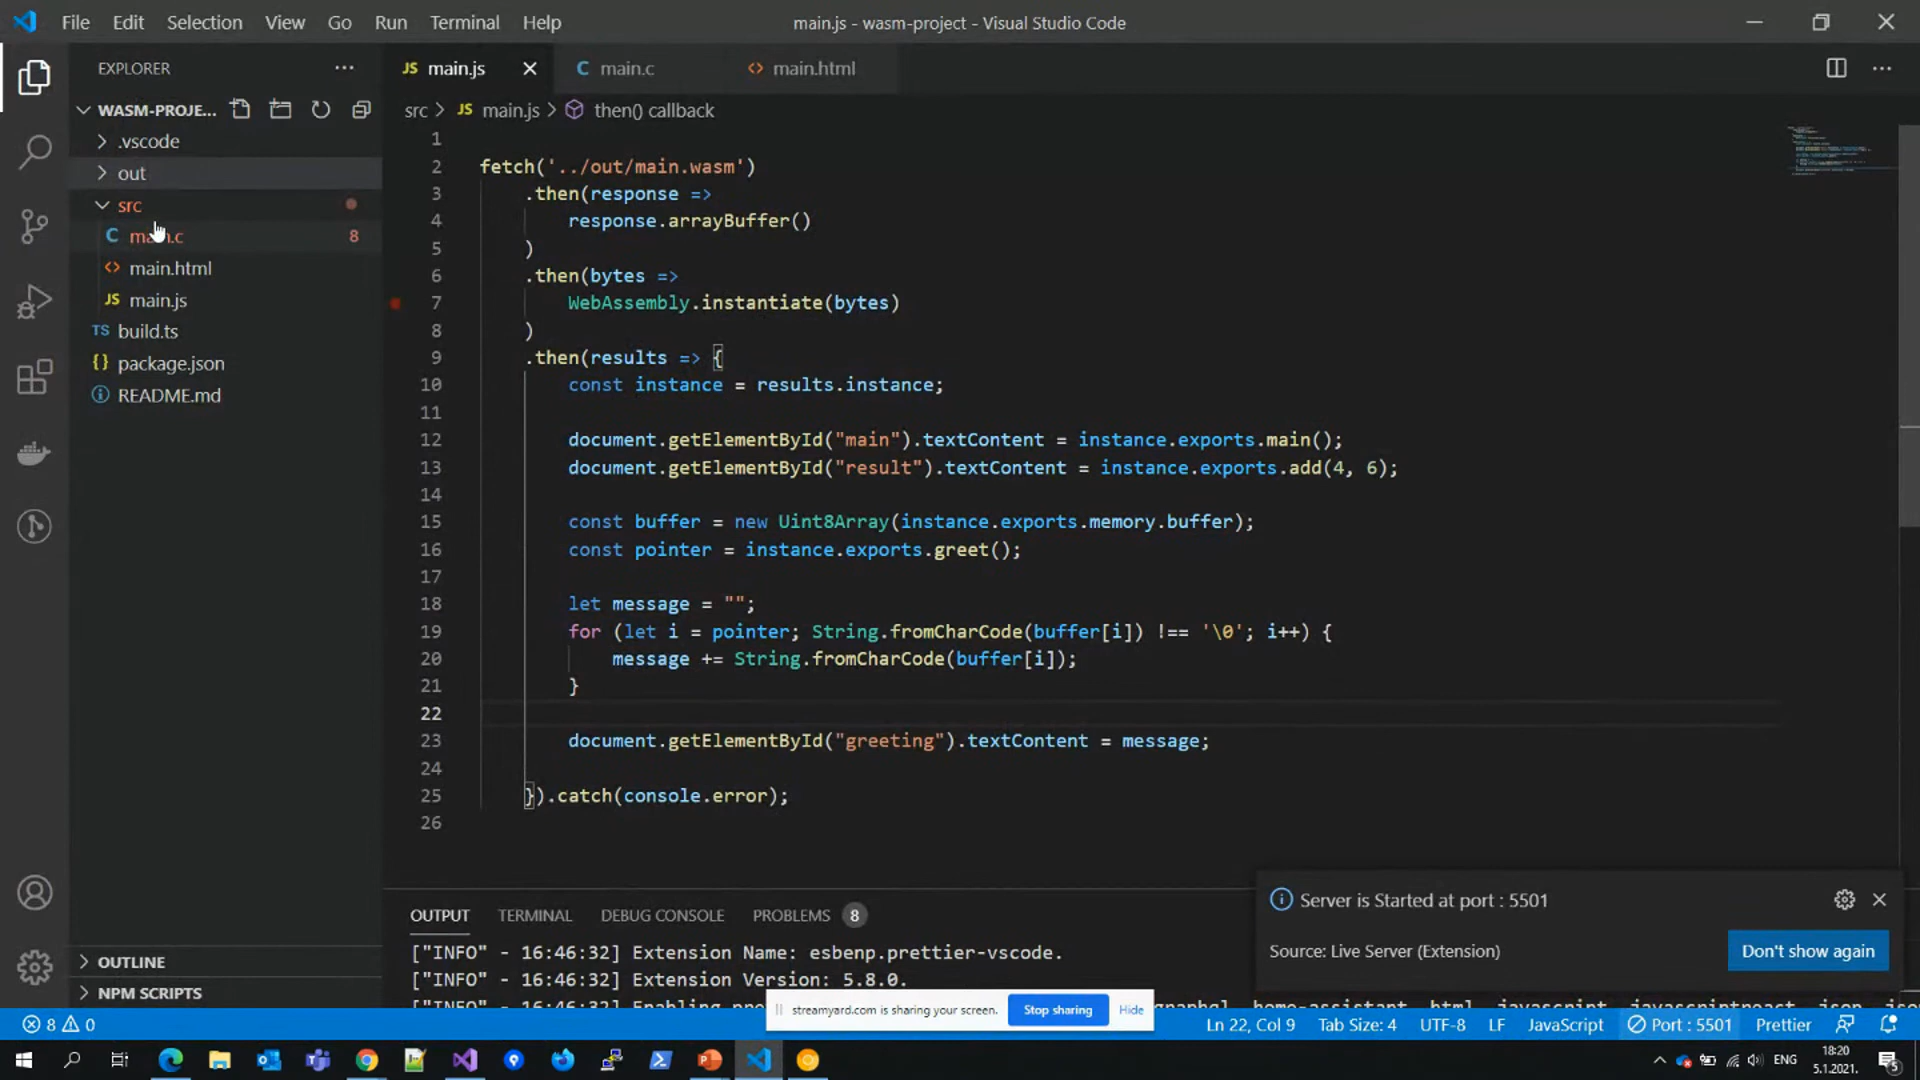 File Edit Selection View Go Run Terminal Help
main.js - wasm-project - Visual Studio Code
EXPLORER
WASM-PROJE...
.vscode
out
src
main.c 8
main.html
main.js
build.ts
package.json
README.md
OUTLINE
NPM SCRIPTS
main.js main.c main.html
src > main.js > then() callback
1
2 fetch('../out/main.wasm')
3 .then(response =>
4 response.arrayBuffer()
5 )
6 .then(bytes =>
7 WebAssembly.instantiate(bytes)
8 )
9 .then(results => {
10 const instance = results.instance;
11
12 document.getElementById("main").textContent = instance.exports.main();
13 document.getElementById("result").textContent = instance.exports.add(4, 6);
14
15 const buffer = new Uint8Array(instance.exports.memory.buffer);
16 const pointer = instance.exports.greet();
17
18 let message = "";
19 for (let i = pointer; String.fromCharCode(buffer[i]) !== '\0'; i++) {
20 message += String.fromCharCode(buffer[i]);
21 }
22
23 document.getElementById("greeting").textContent = message;
24
25 }).catch(console.error);
26
OUTPUT TERMINAL DEBUG CONSOLE PROBLEMS 8
["INFO" - 16:46:32] Extension Name: esbenp.prettier-vscode.
["INFO" - 16:46:32] Extension Version: 5.8.0.
Server is Started at port : 5501
Source: Live Server (Extension)
Don't show again
streamyard.com is sharing your screen. Stop sharing Hide
8 0
Ln 22, Col 9 Tab Size: 4 UTF-8 LF JavaScript Port : 5501 Prettier
ENG
18:20
5.1.2021.
5